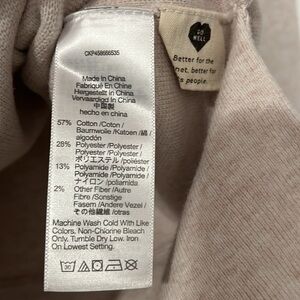 CKP458686535
Made In China
Fabriqué En Chine
Hergestellt in China
Vervaardigd In China
中国製
hecho en china
57% Cotton /Coton /
Baumwolle /Katoen /綿/
algodón
28% Polyester /Polyester /
Polyester /Polyester /
ポリエステル /poliéster
13% Polyamide /Polyamide /
Polyamide /Polyamide /
ナイロン /poliamida
2% Other Fiber /Autre
Fibre /Sonstige
Fasern /Andere Vezel /
その他繊維 /otras
Machine Wash Cold With Like
Colors. Non-Chlorine Bleach
Only. Tumble Dry Low. Iron
On Lowest Setting.
30
DO
WELL
Better for the
net, better for
people.